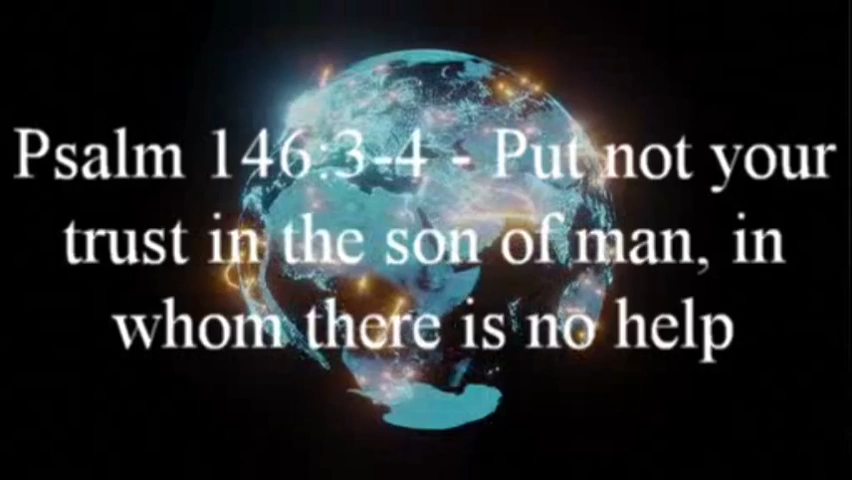 Psalm 146:3-4 - Put not your
trust in the son of man, in
whom there is no help